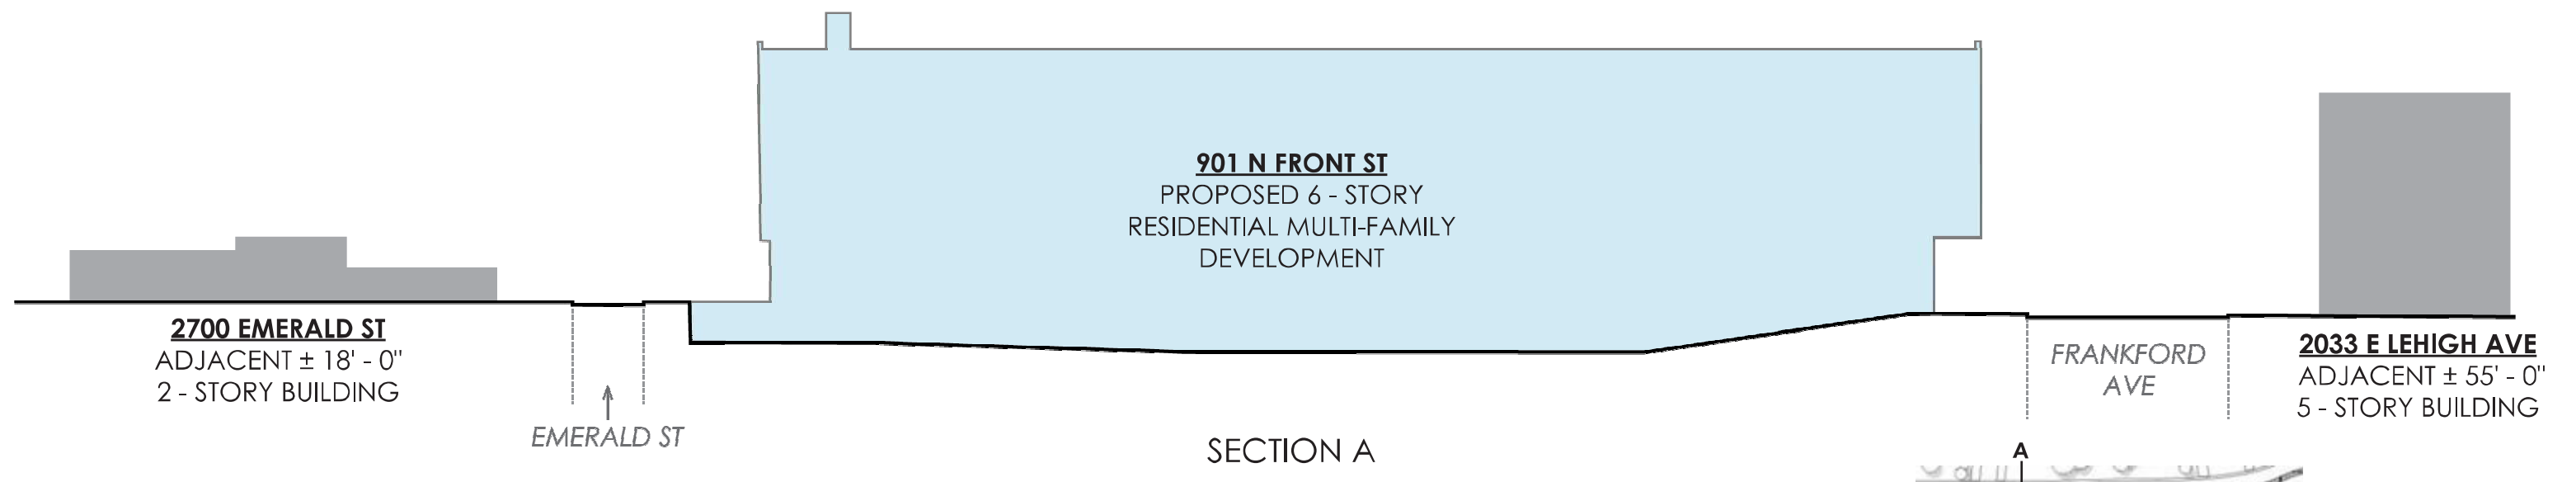 901 N FRONT ST
PROPOSED 6 - STORY
RESIDENTIAL MULTI-FAMILY
DEVELOPMENT
2700 EMERALD ST
ADJACENT ± 18' - 0"
2 - STORY BUILDING
EMERALD ST
FRANKFORD
AVE
2033 E LEHIGH AVE
ADJACENT ± 55' - 0"
5 - STORY BUILDING
SECTION A
A